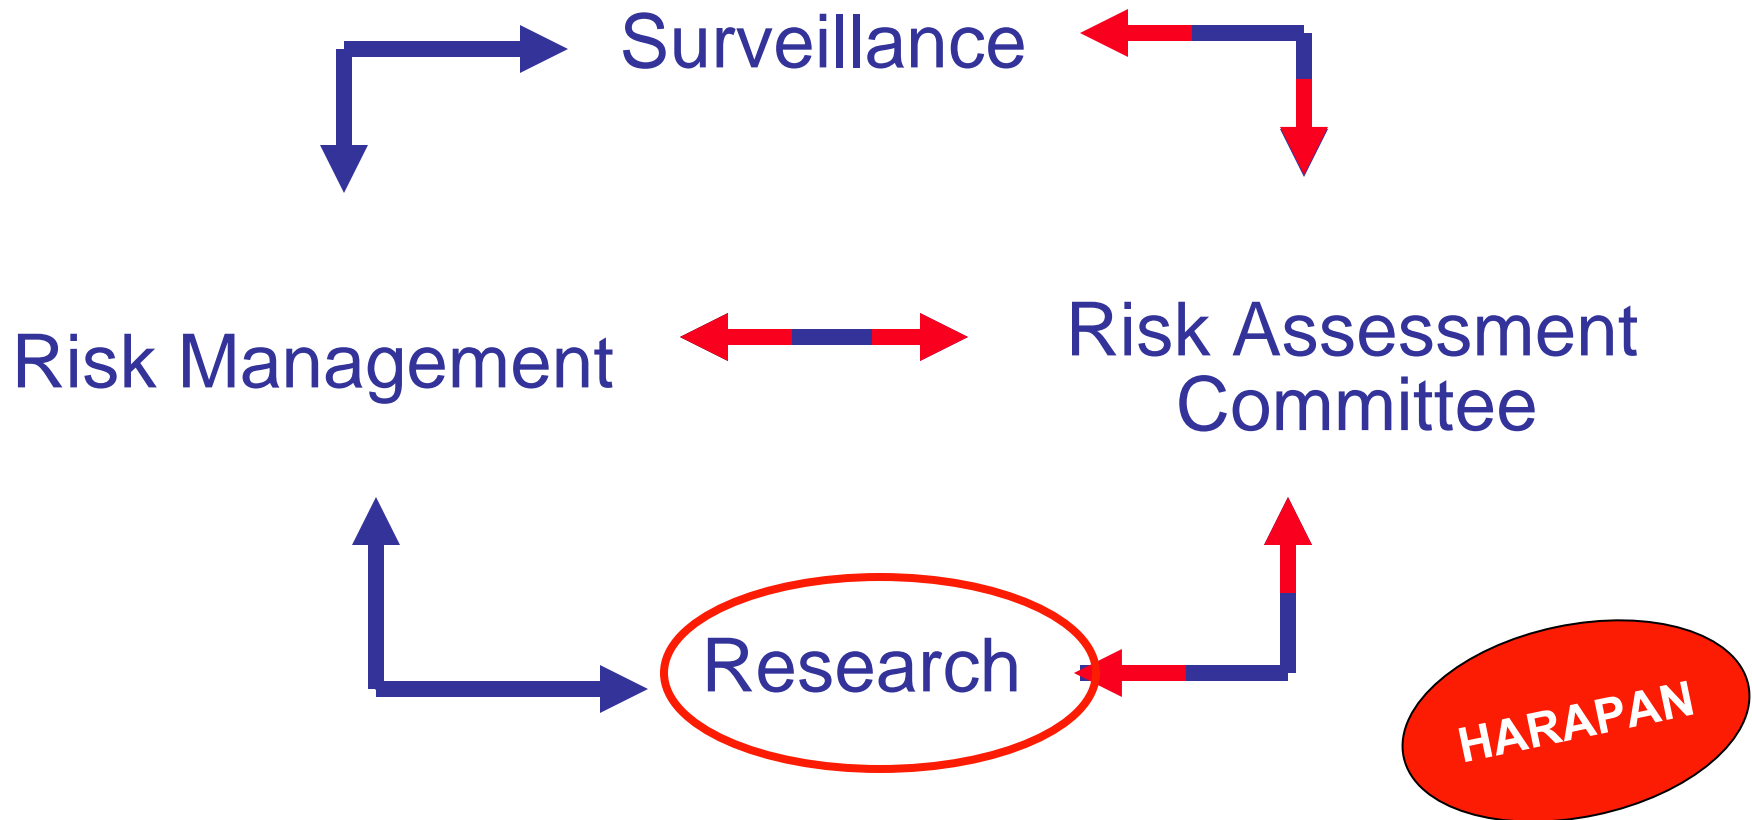 Surveillance
Risk Management
Risk Assessment
Committee
Research
HARAPAN